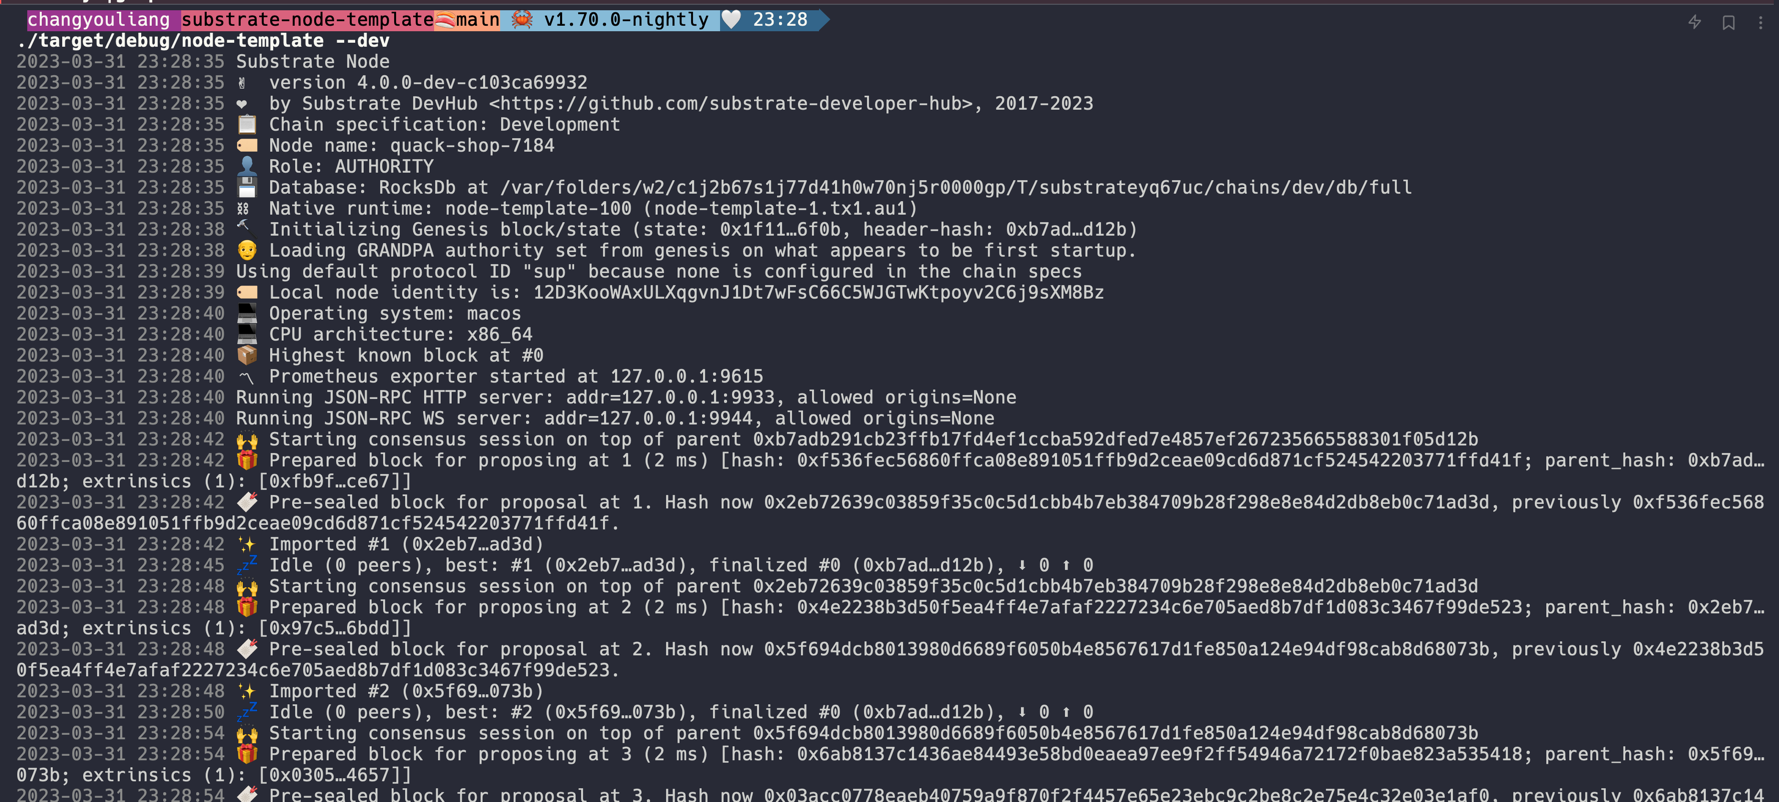 changyouliang substrate-node-template🍣main 🦀 v1.70.0-nightly 🤍 23:28
./target/debug/node-template --dev
2023-03-31 23:28:35 Substrate Node
2023-03-31 23:28:35 ✌️  version 4.0.0-dev-c103ca69932
2023-03-31 23:28:35 ❤️  by Substrate DevHub <https://github.com/substrate-developer-hub>, 2017-2023
2023-03-31 23:28:35 📋 Chain specification: Development
2023-03-31 23:28:35 🏷 Node name: quack-shop-7184
2023-03-31 23:28:35 👤 Role: AUTHORITY
2023-03-31 23:28:35 💾 Database: RocksDb at /var/folders/w2/c1j2b67s1j77d41h0w70nj5r0000gp/T/substrateyq67uc/chains/dev/db/full
2023-03-31 23:28:35 ⛓  Native runtime: node-template-100 (node-template-1.tx1.au1)
2023-03-31 23:28:38 🔨 Initializing Genesis block/state (state: 0x1f11…6f0b, header-hash: 0xb7ad…d12b)
2023-03-31 23:28:38 👴 Loading GRANDPA authority set from genesis on what appears to be first startup.
2023-03-31 23:28:39 Using default protocol ID "sup" because none is configured in the chain specs
2023-03-31 23:28:39 🏷 Local node identity is: 12D3KooWAxULXqgvnJ1Dt7wFsC66C5WJGTwKtpoyv2C6j9sXM8Bz
2023-03-31 23:28:40 💻 Operating system: macos
2023-03-31 23:28:40 💻 CPU architecture: x86_64
2023-03-31 23:28:40 📦 Highest known block at #0
2023-03-31 23:28:40 〽️ Prometheus exporter started at 127.0.0.1:9615
2023-03-31 23:28:40 Running JSON-RPC HTTP server: addr=127.0.0.1:9933, allowed origins=None
2023-03-31 23:28:40 Running JSON-RPC WS server: addr=127.0.0.1:9944, allowed origins=None
2023-03-31 23:28:42 🙌 Starting consensus session on top of parent 0xb7adb291cb23ffb17fd4ef1ccba592dfed7e4857ef267235665588301f05d12b
2023-03-31 23:28:42 🎁 Prepared block for proposing at 1 (2 ms) [hash: 0xf536fec56860ffca08e891051ffb9d2ceae09cd6d871cf524542203771ffd41f; parent_hash: 0xb7ad…
d12b; extrinsics (1): [0xfb9f…ce67]]
2023-03-31 23:28:42 🔖 Pre-sealed block for proposal at 1. Hash now 0x2eb72639c03859f35c0c5d1cbb4b7eb384709b28f298e8e84d2db8eb0c71ad3d, previously 0xf536fec568
60ffca08e891051ffb9d2ceae09cd6d871cf524542203771ffd41f.
2023-03-31 23:28:42 ✨ Imported #1 (0x2eb7…ad3d)
2023-03-31 23:28:45 💤 Idle (0 peers), best: #1 (0x2eb7…ad3d), finalized #0 (0xb7ad…d12b), ⬇ 0 ⬆ 0
2023-03-31 23:28:48 🙌 Starting consensus session on top of parent 0x2eb72639c03859f35c0c5d1cbb4b7eb384709b28f298e8e84d2db8eb0c71ad3d
2023-03-31 23:28:48 🎁 Prepared block for proposing at 2 (2 ms) [hash: 0x4e2238b3d50f5ea4ff4e7afaf2227234c6e705aed8b7df1d083c3467f99de523; parent_hash: 0x2eb7…
ad3d; extrinsics (1): [0x97c5…6bdd]]
2023-03-31 23:28:48 🔖 Pre-sealed block for proposal at 2. Hash now 0x5f694dcb8013980d6689f6050b4e8567617d1fe850a124e94df98cab8d68073b, previously 0x4e2238b3d5
0f5ea4ff4e7afaf2227234c6e705aed8b7df1d083c3467f99de523.
2023-03-31 23:28:48 ✨ Imported #2 (0x5f69…073b)
2023-03-31 23:28:50 💤 Idle (0 peers), best: #2 (0x5f69…073b), finalized #0 (0xb7ad…d12b), ⬇ 0 ⬆ 0
2023-03-31 23:28:54 🙌 Starting consensus session on top of parent 0x5f694dcb8013980d6689f6050b4e8567617d1fe850a124e94df98cab8d68073b
2023-03-31 23:28:54 🎁 Prepared block for proposing at 3 (2 ms) [hash: 0x6ab8137c1436ae84493e58bd0eaea97ee9f2ff54946a72172f0bae823a535418; parent_hash: 0x5f69…
073b; extrinsics (1): [0x0305…4657]]
2023-03-31 23:28:54 🔖 Pre-sealed block for proposal at 3. Hash now 0x03acc0778eaeb40759a9f870f2f4457e65e23ebc9c2be8c2e75e4c32e03e1af0, previously 0x6ab8137c14